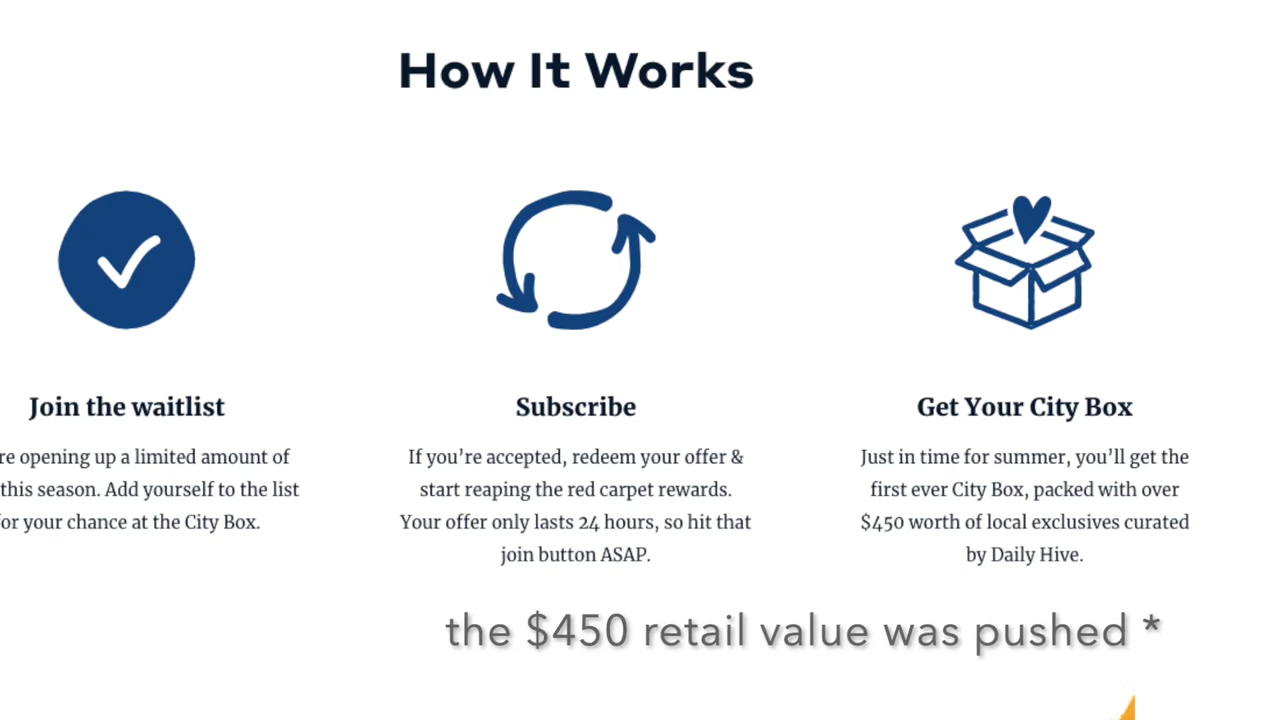 How It Works
Join the waitlist
re opening up a limited amount of
this season. Add yourself to the list
or your chance at the City Box.
Subscribe
If you’re accepted, redeem your offer &
start reaping the red carpet rewards.
Your offer only lasts 24 hours, so hit that
join button ASAP.
Get Your City Box
Just in time for summer, you’ll get the
first ever City Box, packed with over
$450 worth of local exclusives curated
by Daily Hive.
the $450 retail value was pushed *